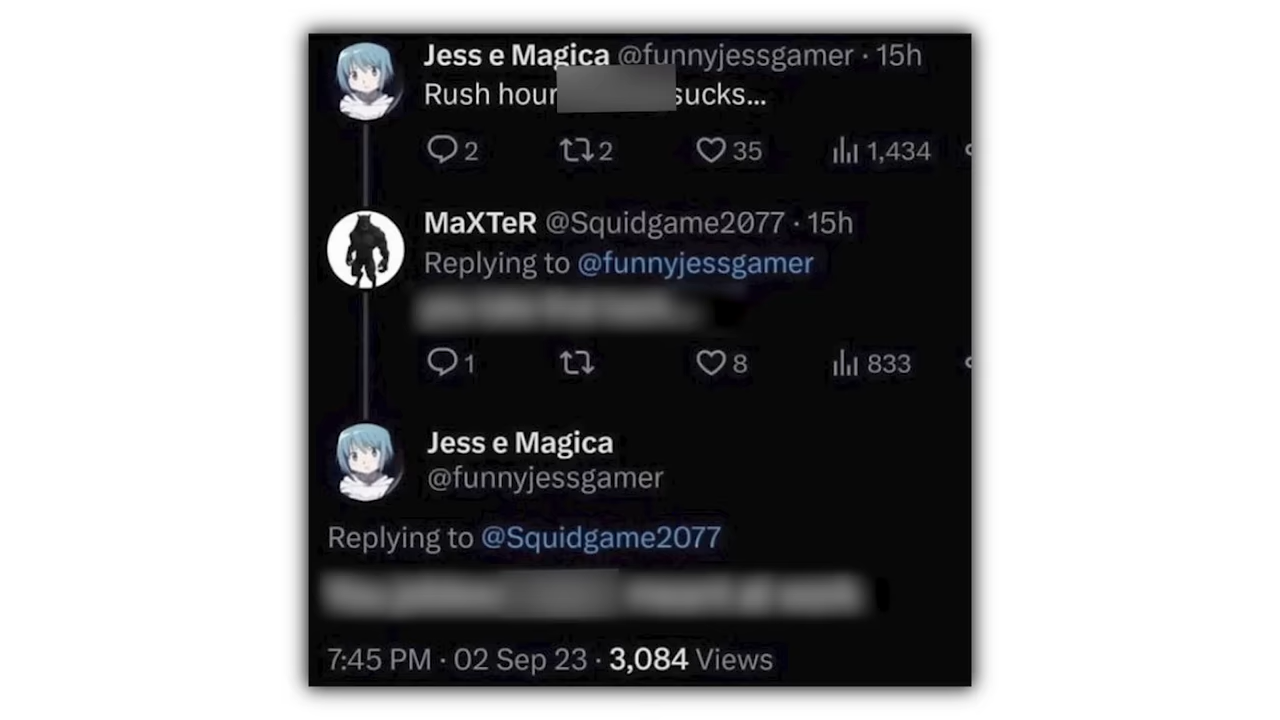 Jess e Magica @funnyjessgamer · 15h
Rush hour sucks...
2 2 35 1,434
MaXTeR @Squidgame2077 · 15h
Replying to @funnyjessgamer
1 8 833
Jess e Magica
@funnyjessgamer
Replying to @Squidgame2077
7:45 PM · 02 Sep 23 · 3,084 Views